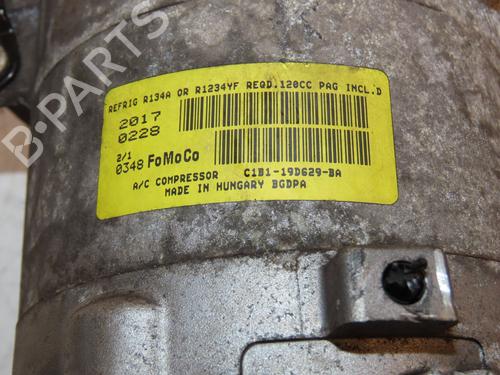 REFRIG R134A OR R1234YF REQD.120CC PAG INCL.D
2017
0228
2/1
0348 FoMoCo
A/C COMPRESSOR C1B1-19D629-BA
MADE IN HUNGARY BGDPA
B-PARTS